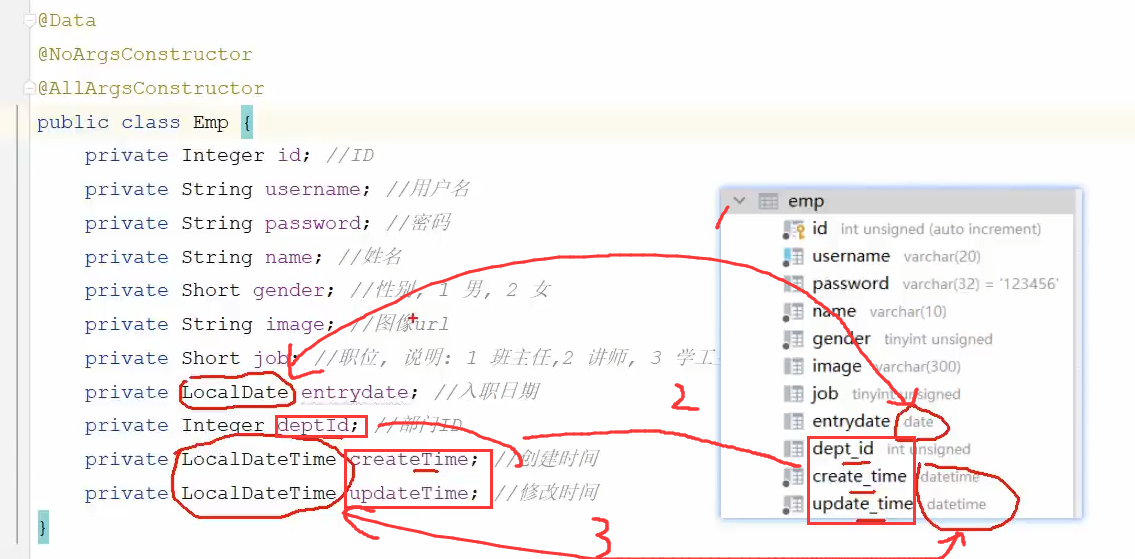 @Data
@NoArgsConstructor
@AllArgsConstructor
public class Emp {
private Integer id; //ID
private String username; //用户名
private String password; //密码
private String name; //姓名
private Short gender; //性别, 1 男, 2 女
private String image; //图像url
private Short job; //职位, 说明: 1 班主任,2 讲师, 3 学工
private LocalDate entrydate; //入职日期
private Integer deptId; //部门ID
private LocalDateTime createTime; //创建时间
private LocalDateTime updateTime; //修改时间
}
emp
id int unsigned (auto increment)
username varchar(20)
password varchar(32) = '123456'
name varchar(10)
gender tinyint unsigned
image varchar(300)
job tinyint unsigned
entrydate date
dept_id int unsigned
create_time datetime
update_time datetime
2
3